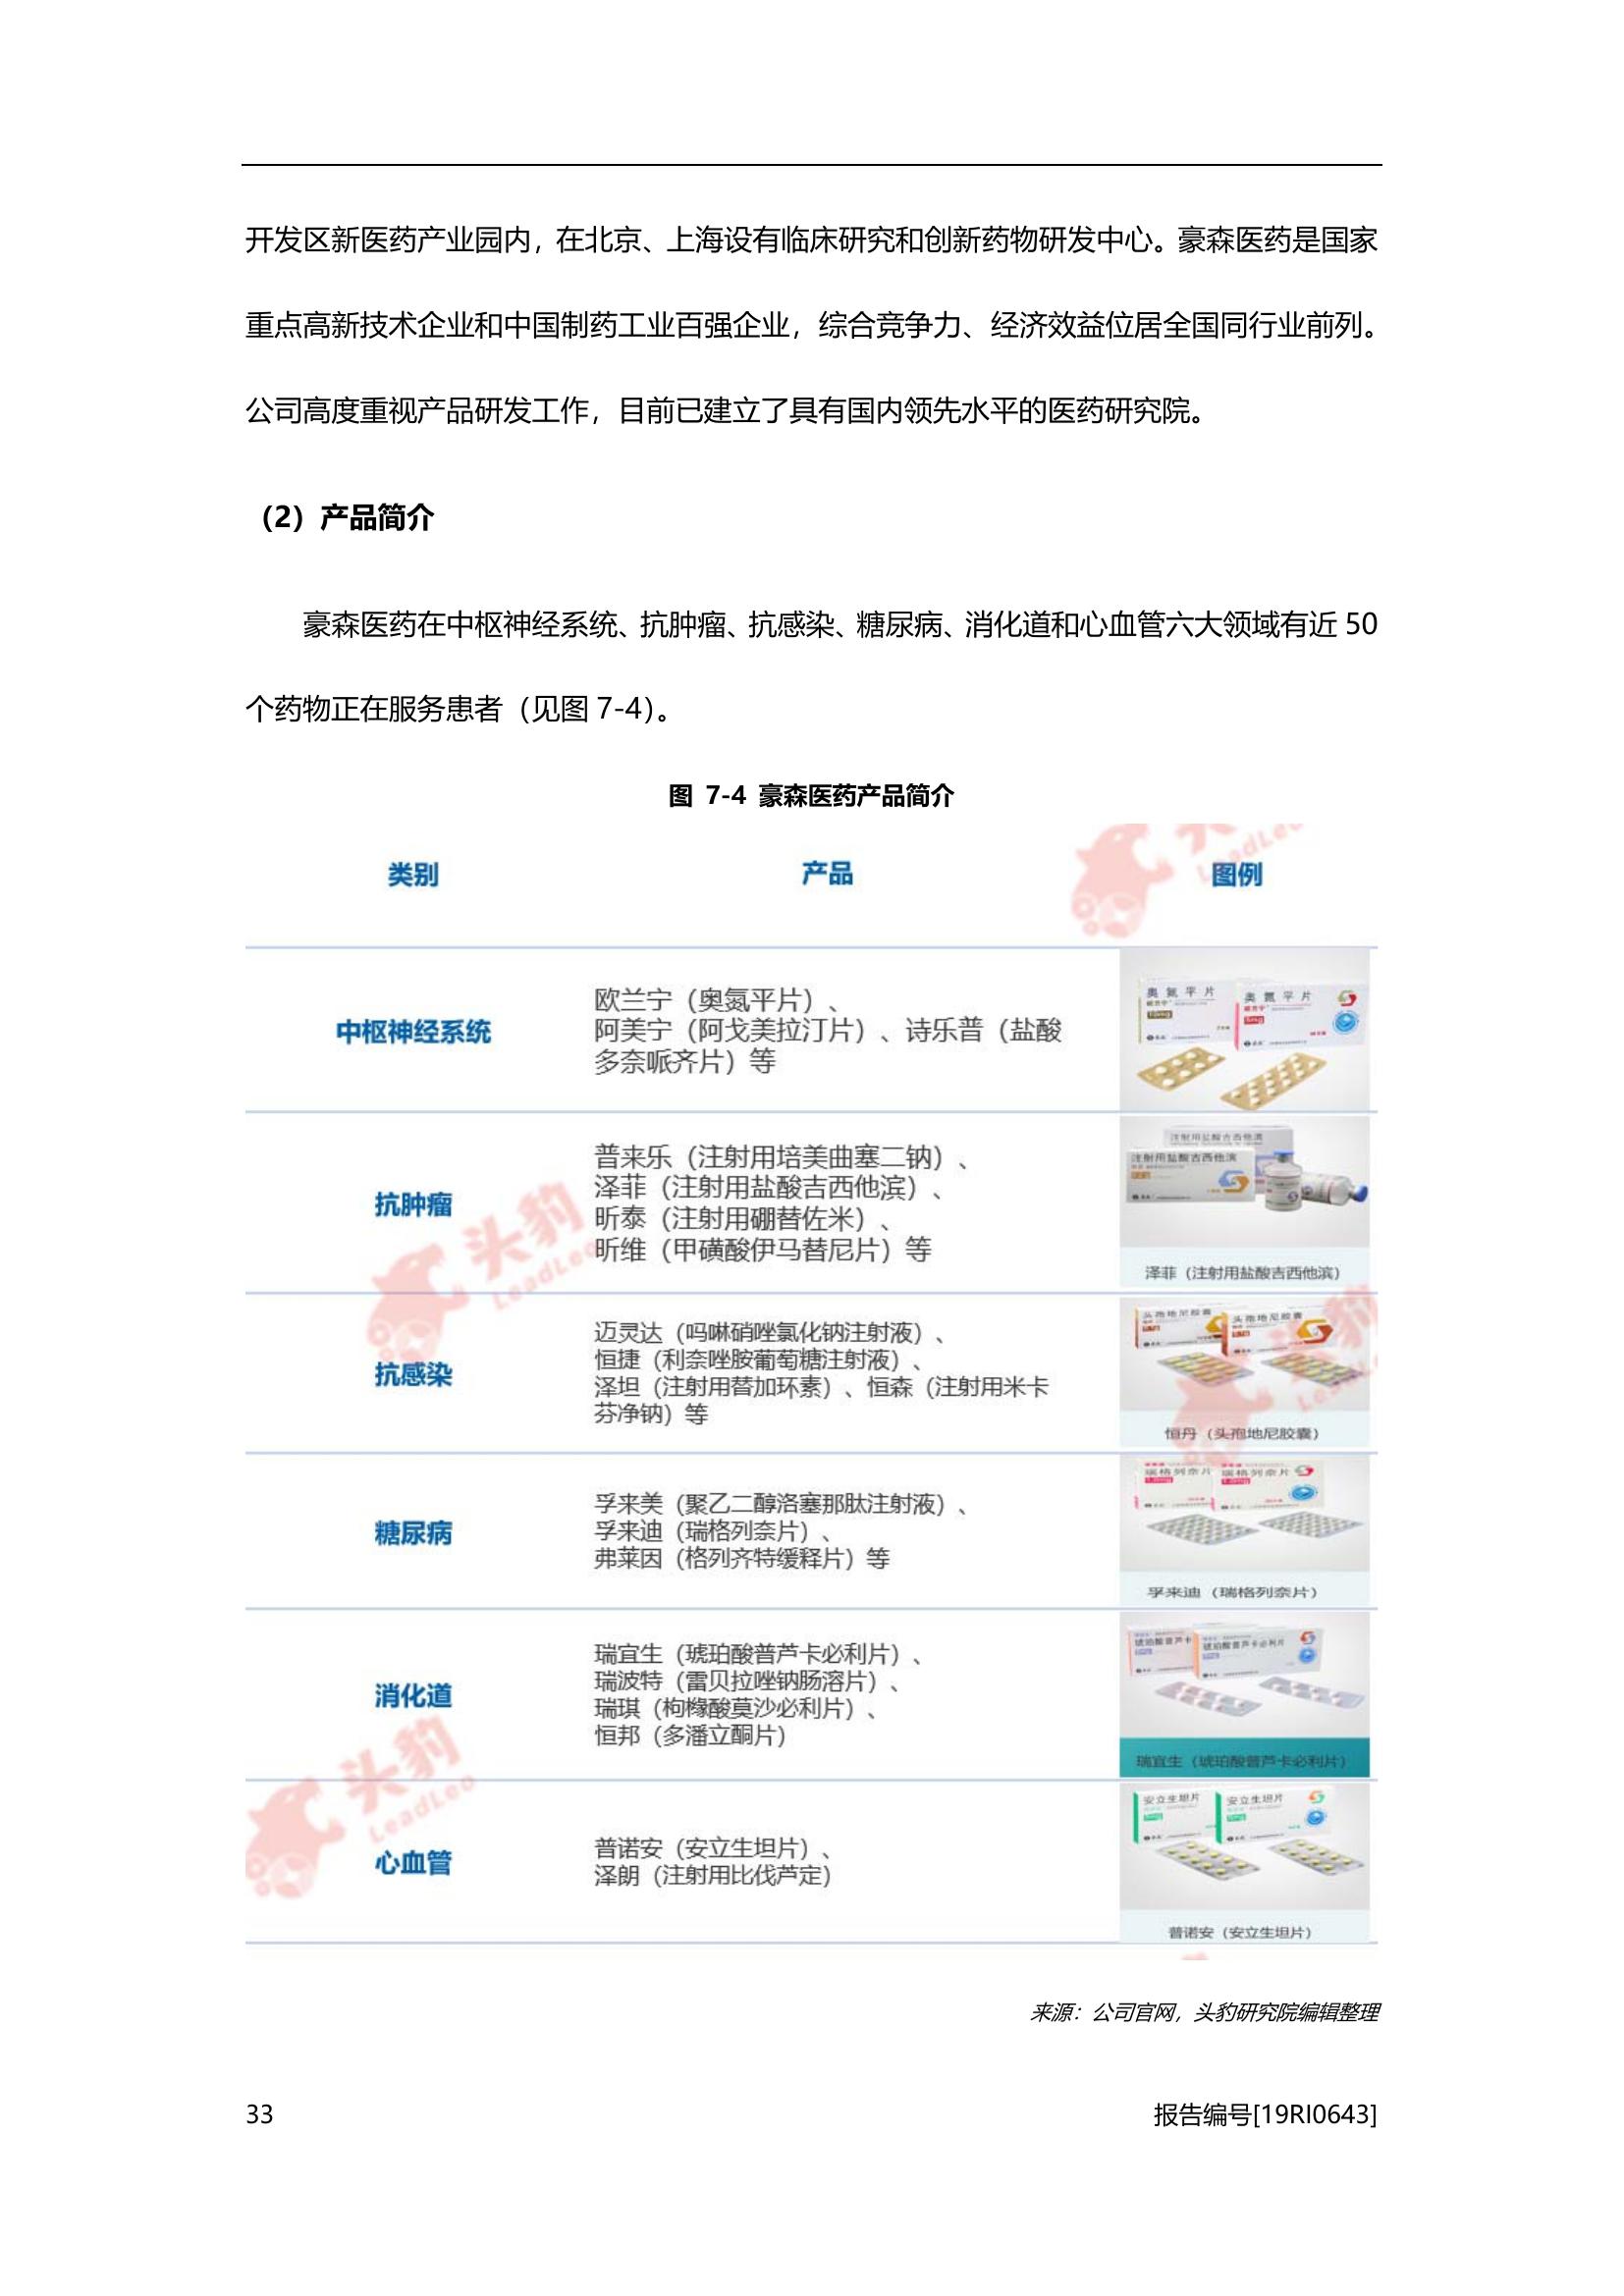 开发区新医药产业园内，在北京、上海设有临床研究和创新药物研发中心。豪森医药是国家
重点高新技术企业和中国制药工业百强企业，综合竞争力、经济效益位居全国同行业前列。
公司高度重视产品研发工作，目前已建立了具有国内领先水平的医药研究院。
（2）产品简介
豪森医药在中枢神经系统、抗肿瘤、抗感染、糖尿病、消化道和心血管六大领域有近 50
个药物正在服务患者（见图 7-4）。
图 7-4 豪森医药产品简介
类别 产品 图例
中枢神经系统
欧兰宁（奥氮平片）、
阿美宁（阿戈美拉汀片）、诗乐普（盐酸
多奈哌齐片）等
奥氮平片
奥氮平片
抗肿瘤
普来乐（注射用培美曲塞二钠）、
泽菲（注射用盐酸吉西他滨）、
昕泰（注射用硼替佐米）、
昕维（甲磺酸伊马替尼片）等
注射用盐酸吉西他滨
注射用盐酸吉西他滨
泽菲（注射用盐酸吉西他滨）
抗感染
迈灵达（吗啉硝唑氯化钠注射液）、
恒捷（利奈唑胺葡萄糖注射液）、
泽坦（注射用替加环素）、恒森（注射用米卡
芬净钠）等
头孢地尼胶囊
头孢地尼胶囊
恒丹（头孢地尼胶囊）
糖尿病
孚来美（聚乙二醇洛塞那肽注射液）、
孚来迪（瑞格列奈片）、
弗莱因（格列齐特缓释片）等
瑞格列奈片
瑞格列奈片
孚来迪（瑞格列奈片）
消化道
瑞宜生（琥珀酸普芦卡必利片）、
瑞波特（雷贝拉唑钠肠溶片）、
瑞琪（枸橼酸莫沙必利片）、
恒邦（多潘立酮片）
琥珀酸普芦卡必利片
瑞宜生（琥珀酸普芦卡必利片）
心血管
普诺安（安立生坦片）、
泽朗（注射用比伐芦定）
安立生坦片
安立生坦片
普诺安（安立生坦片）
头豹
LeadLeo
头豹
LeadLeo
来源：公司官网，头豹研究院编辑整理
33
报告编号[19RI0643]